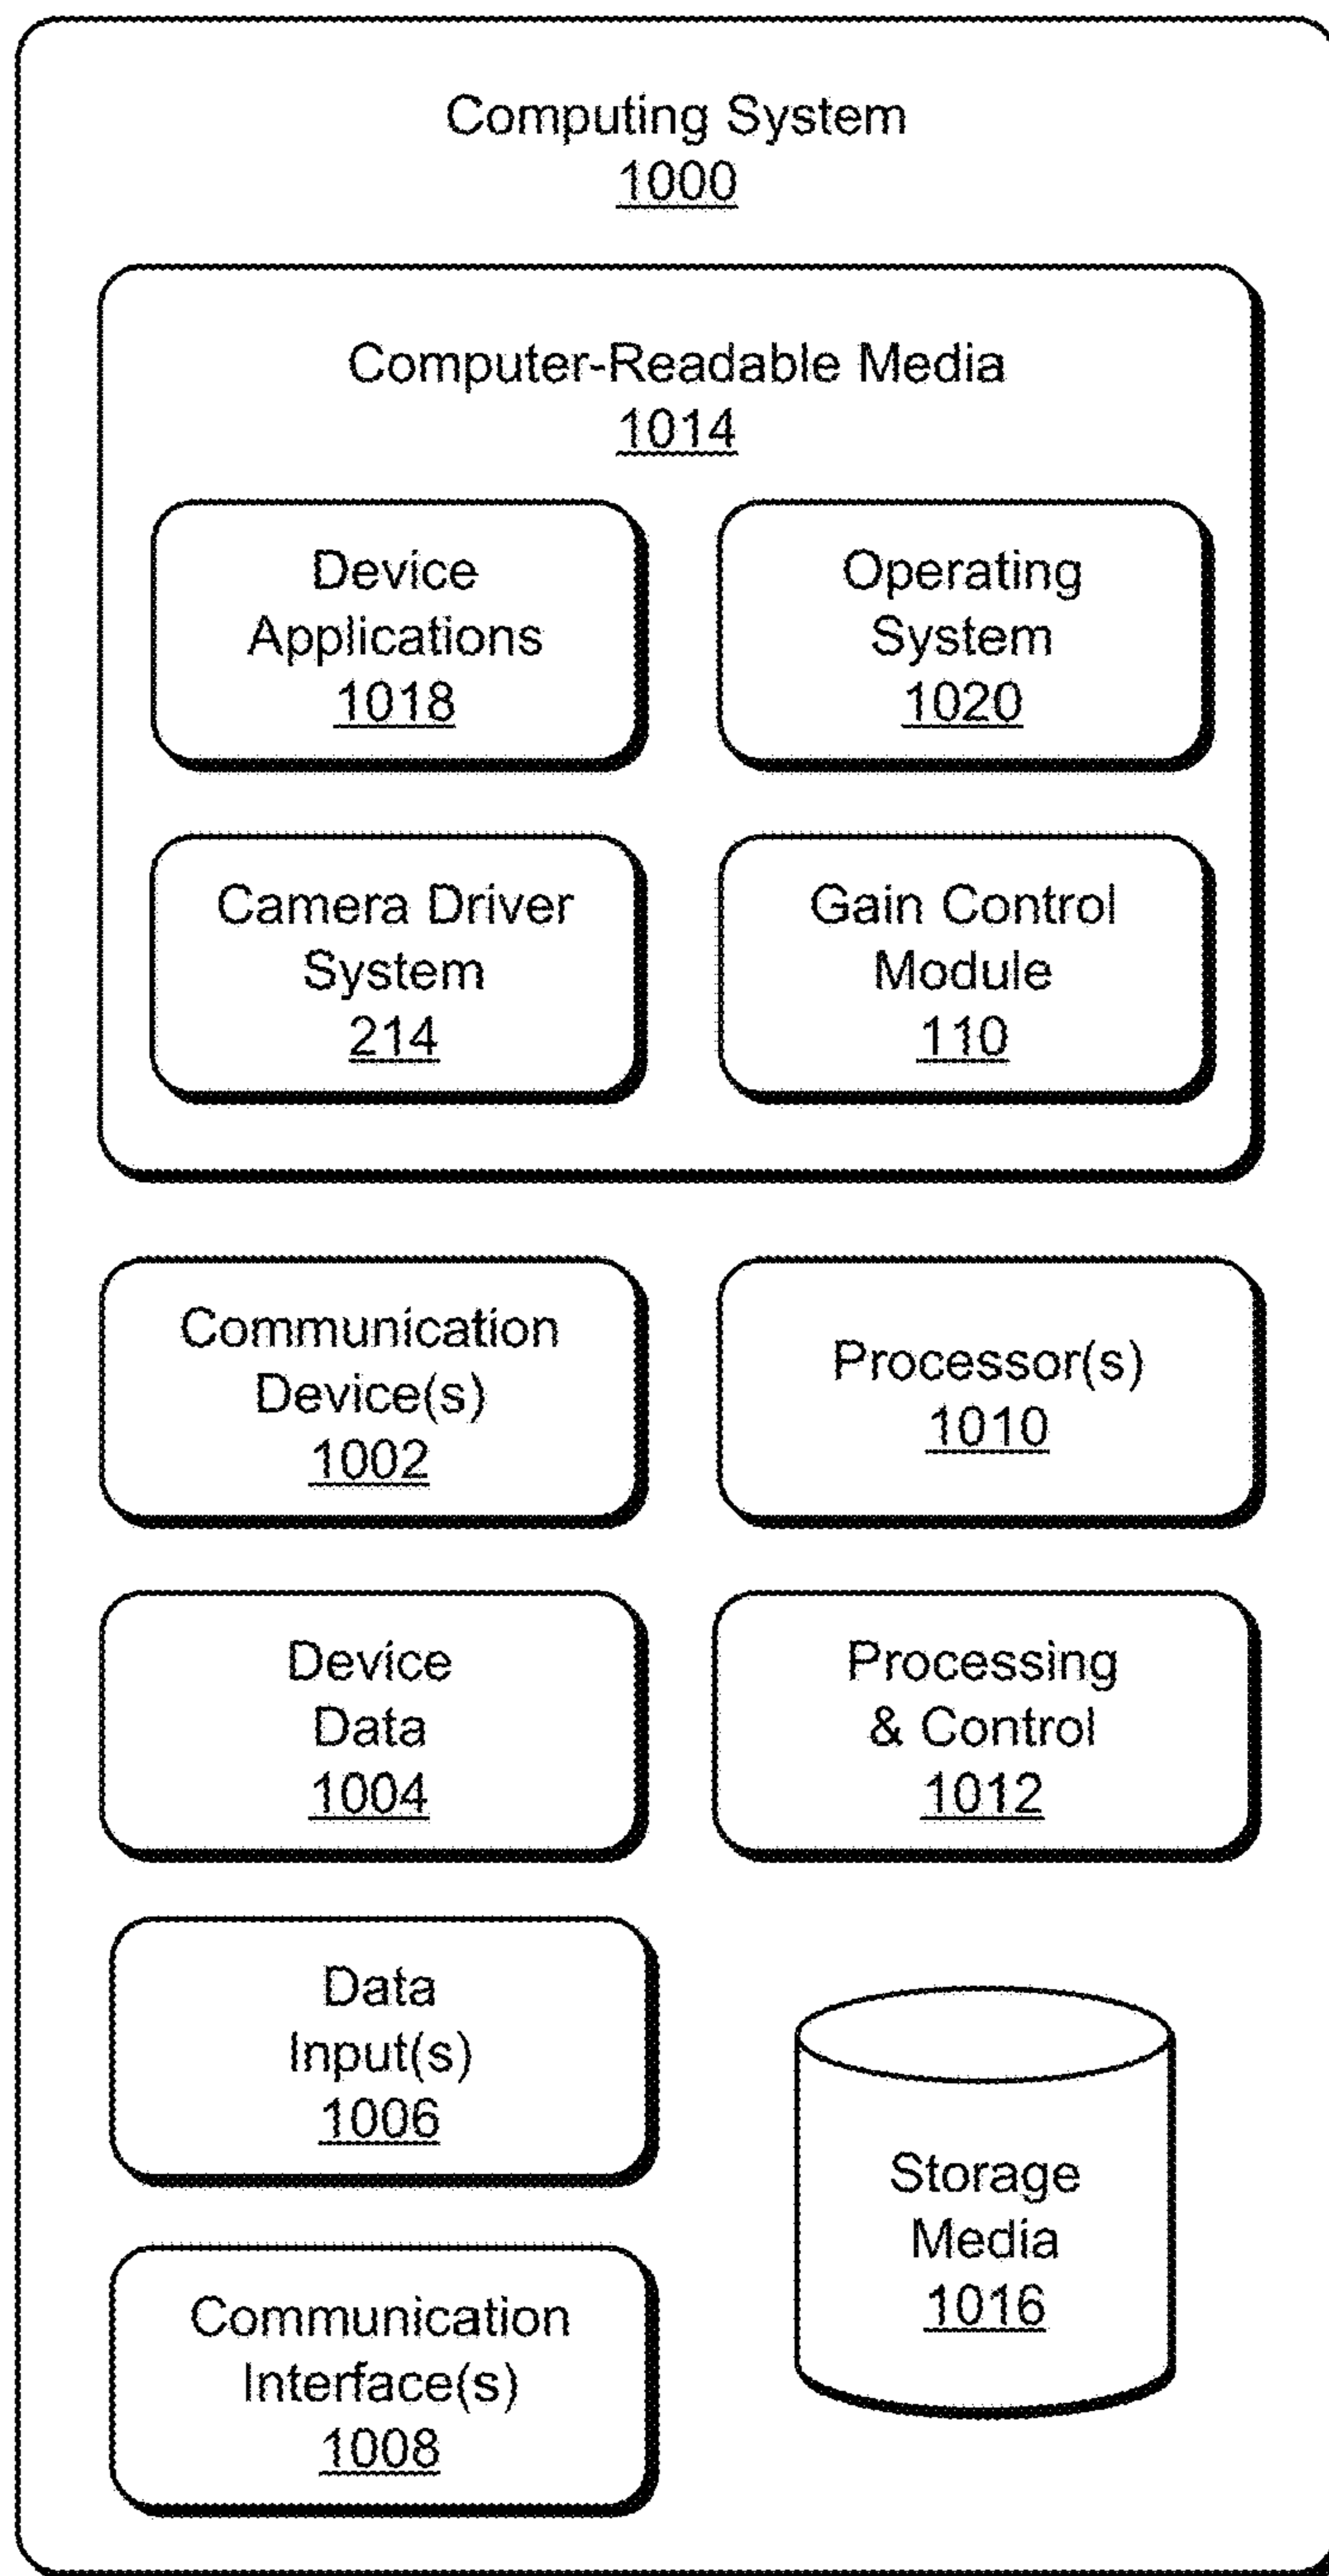 Computing System
1000
Computer-Readable Media
1014
Device
Applications
1018
Operating
System
1020
Camera Driver
System
214
Gain Control
Module
110
Communication
Device(s)
1002
Processor(s)
1010
Device
Data
1004
Processing
& Control
1012
Data
Input(s)
1006
Storage
Media
1016
Communication
Interface(s)
1008